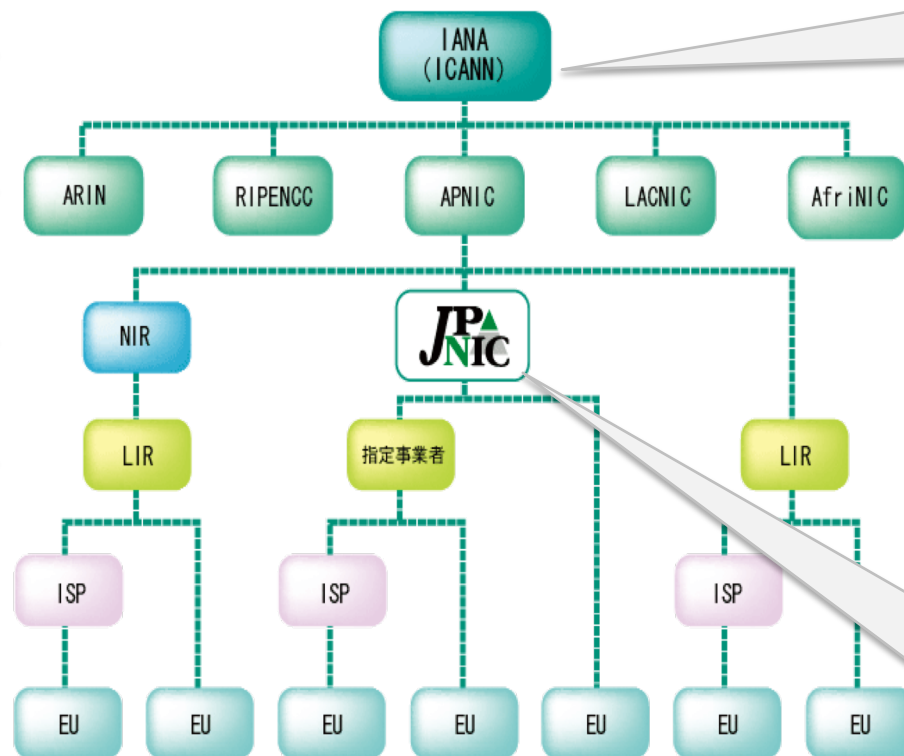 IANA
(ICANN)
ARIN
RIPENCC
APNIC
LACNIC
AfriNIC
NIR
JPNIC
LIR
指定事業者
LIR
ISP
ISP
ISP
EU
EU
EU
EU
EU
EU
EU